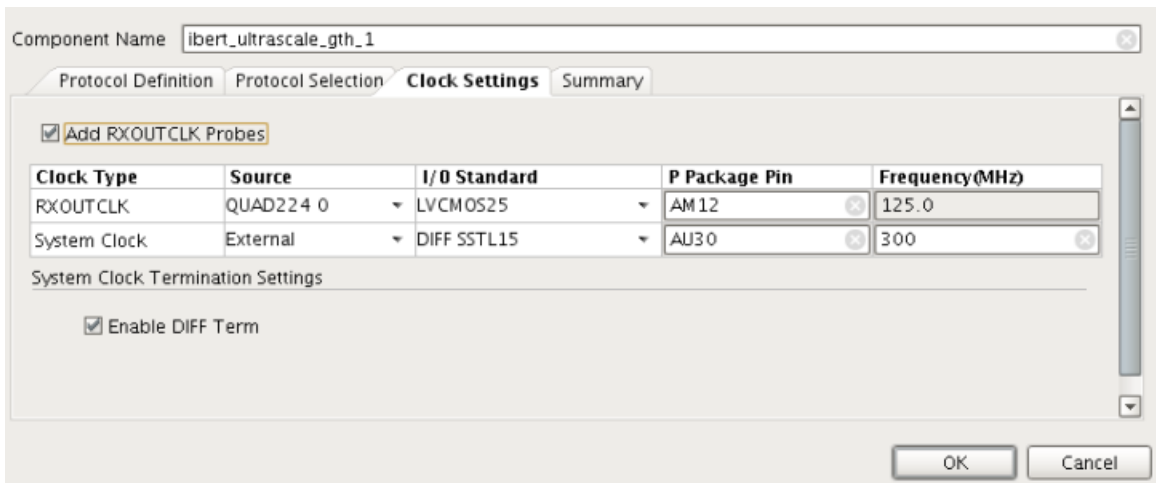 Component Name ibert_ultrascale_gth_1
Protocol Definition Protocol Selection Clock Settings Summary
Add RXOUTCLK Probes
Clock Type Source I/O Standard P Package Pin Frequency(MHz)
RXOUTCLK QUAD224 0 LVCMOS25 AM12 125.0
System Clock External DIFF SSTL15 AU30 300
System Clock Termination Settings
Enable DIFF Term
OK Cancel